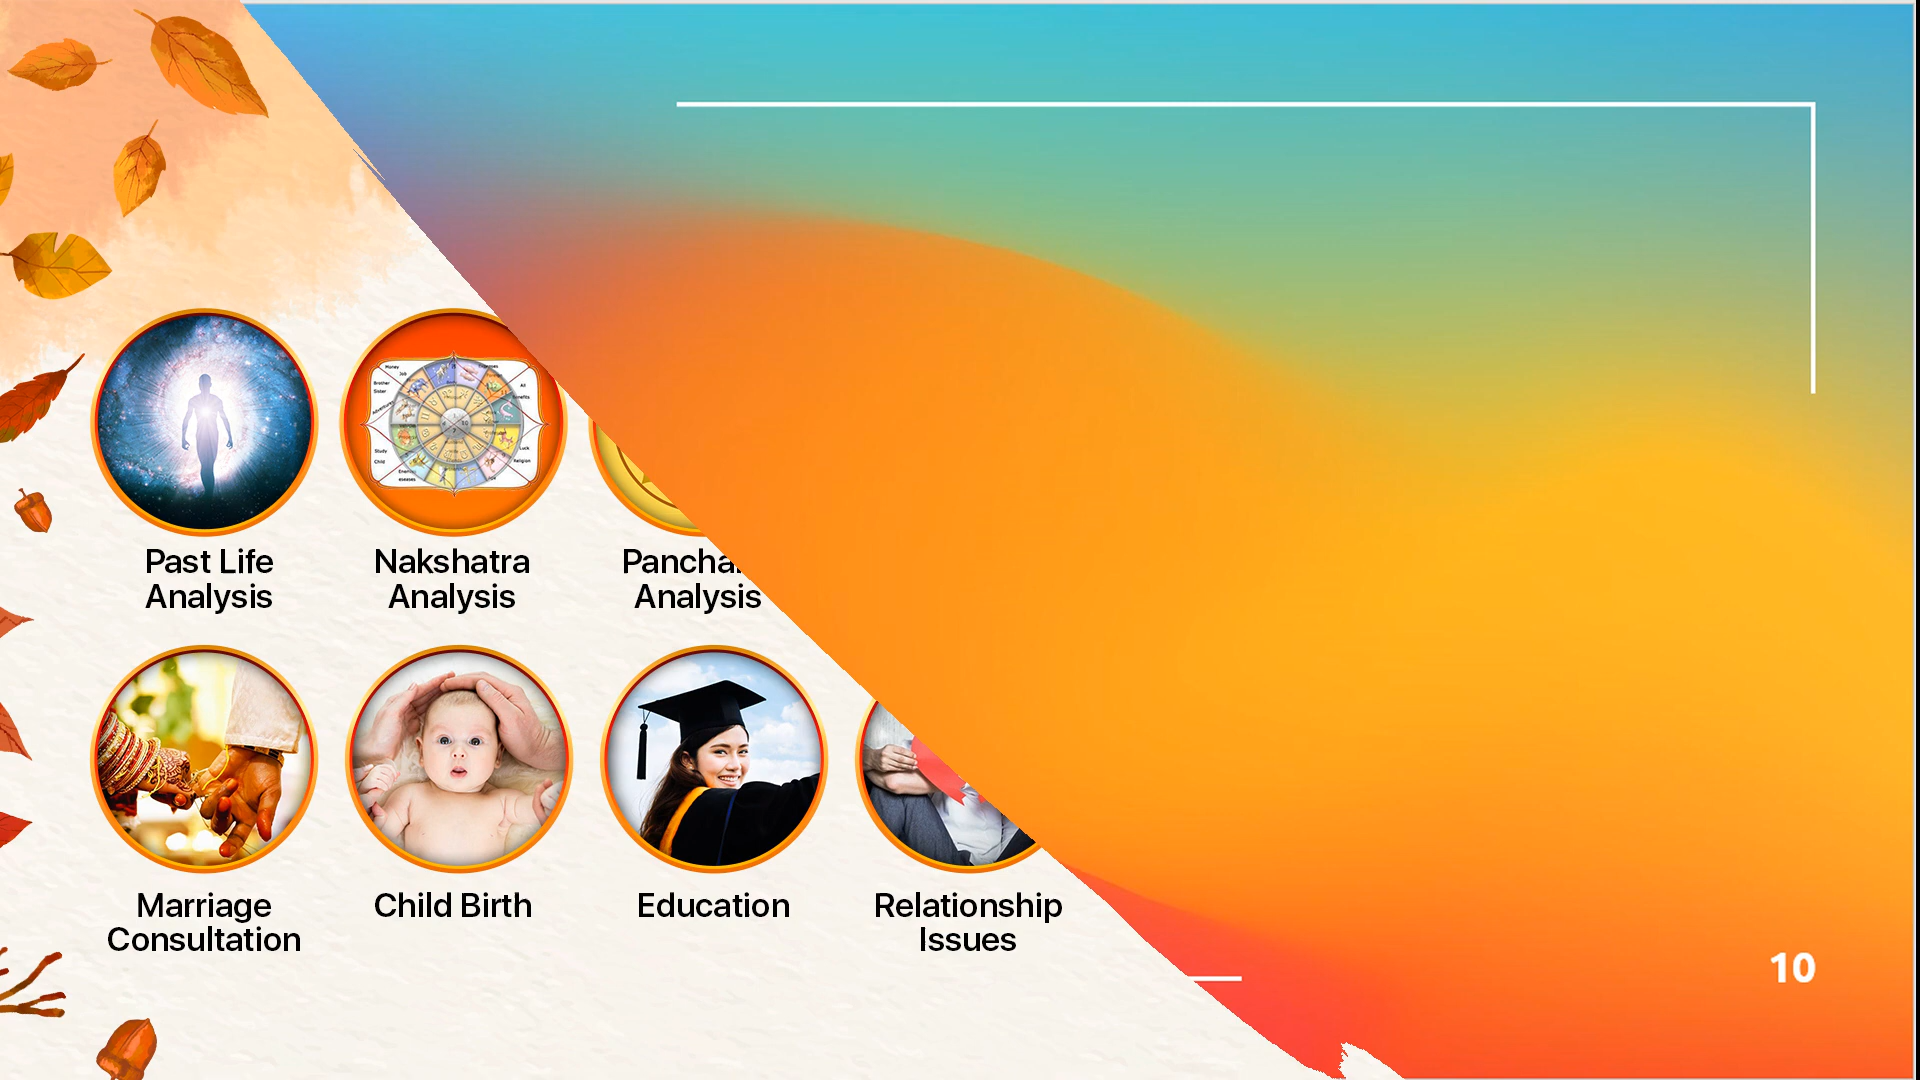 Past Life
Analysis
Nakshatra
Analysis
Analysis
Marriage
Consultation
Child Birth
Education
Relationship
Issues
10